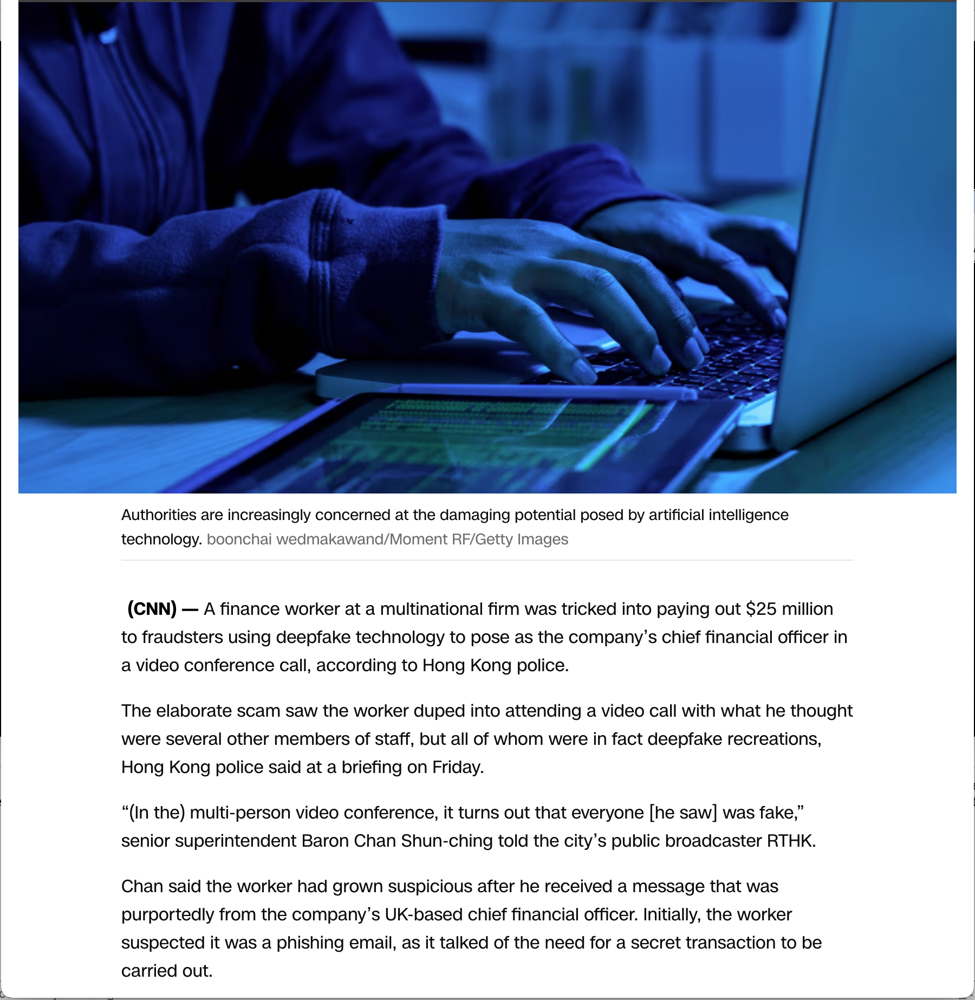 Authorities are increasingly concerned at the damaging potential posed by artificial intelligence
technology. boonchai wedmakawand/Moment RF/Getty Images
(CNN) — A finance worker at a multinational firm was tricked into paying out $25 million
to fraudsters using deepfake technology to pose as the company’s chief financial officer in
a video conference call, according to Hong Kong police.
The elaborate scam saw the worker duped into attending a video call with what he thought
were several other members of staff, but all of whom were in fact deepfake recreations,
Hong Kong police said at a briefing on Friday.
“(In the) multi-person video conference, it turns out that everyone [he saw] was fake,”
senior superintendent Baron Chan Shun-ching told the city’s public broadcaster RTHK.
Chan said the worker had grown suspicious after he received a message that was
purportedly from the company’s UK-based chief financial officer. Initially, the worker
suspected it was a phishing email, as it talked of the need for a secret transaction to be
carried out.